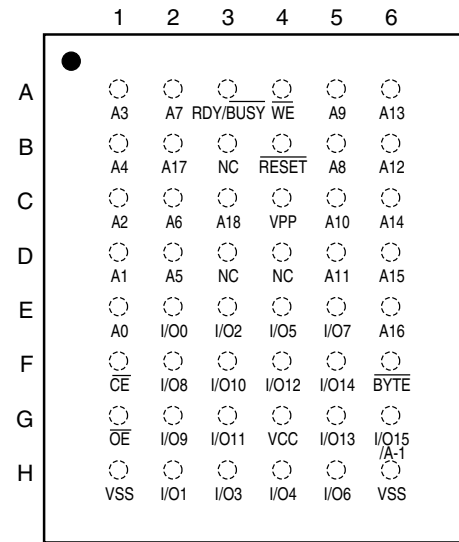 1 2 3 4 5 6
A
A3 A7 RDY/BUSY WE A9 A13
B
A4 A17 NC RESET A8 A12
C
A2 A6 A18 VPP A10 A14
D
A1 A5 NC NC A11 A15
E
A0 I/O0 I/O2 I/O5 I/O7 A16
F
CE I/O8 I/O10 I/O12 I/O14 BYTE
G
OE I/O9 I/O11 VCC I/O13 I/O15
/A-1
H
VSS I/O1 I/O3 I/O4 I/O6 VSS